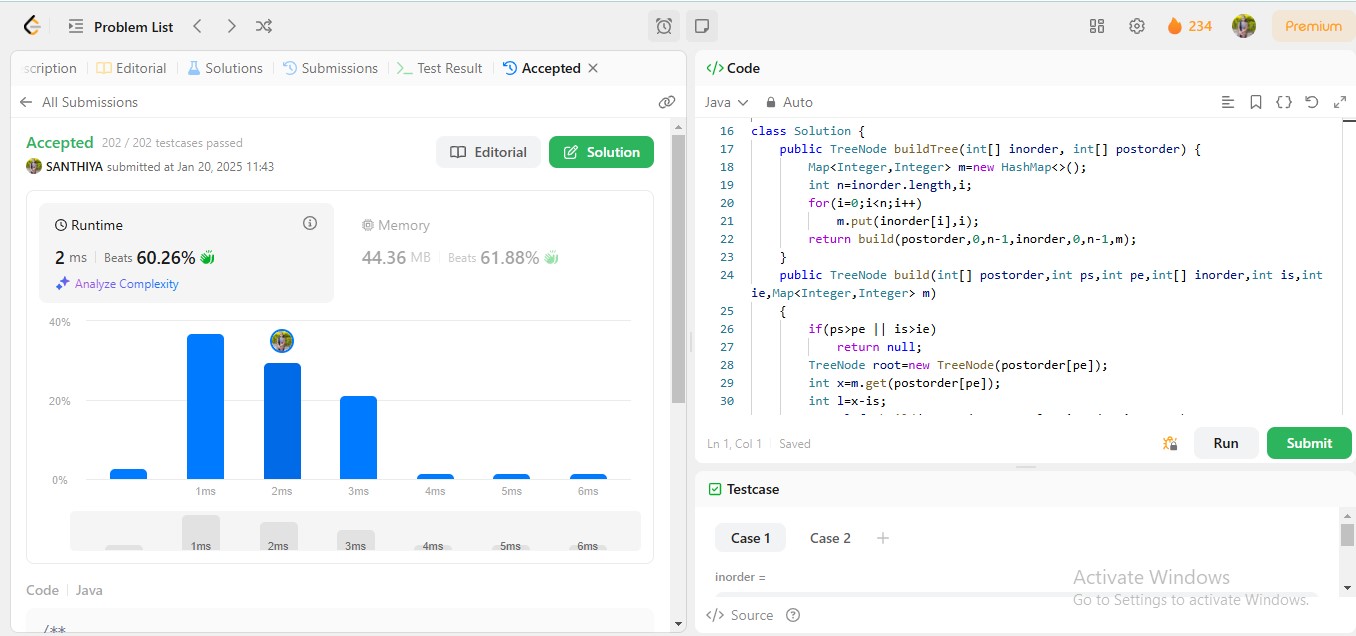 Problem List
234
Premium
scription
Editorial
Solutions
Submissions
Test Result
Accepted
All Submissions
Accepted 202 / 202 testcases passed
SANTHIYA submitted at Jan 20, 2025 11:43
Editorial
Solution
Runtime
2 ms Beats 60.26%
Analyze Complexity
Memory
44.36 MB Beats 61.88%
40%
20%
0%
1ms 2ms 3ms 4ms 5ms 6ms
1ms 2ms 3ms 4ms 5ms 6ms
Code Java
/**
</> Code
Java Auto
16 class Solution {
17 public TreeNode buildTree(int[] inorder, int[] postorder) {
18 Map<Integer,Integer> m=new HashMap<>();
19 int n=inorder.length,i;
20 for(i=0;i<n;i++)
21 m.put(inorder[i],i);
22 return build(postorder,0,n-1,inorder,0,n-1,m);
23 }
24 public TreeNode build(int[] postorder,int ps,int pe,int[] inorder,int is,int
ie,Map<Integer,Integer> m)
25 {
26 if(ps>pe || is>ie)
27 return null;
28 TreeNode root=new TreeNode(postorder[pe]);
29 int x=m.get(postorder[pe]);
30 int l=x-is;
Ln 1, Col 1 Saved
Run
Submit
Testcase
Case 1
Case 2
inorder =
Activate Windows
Go to Settings to activate Windows.
</> Source